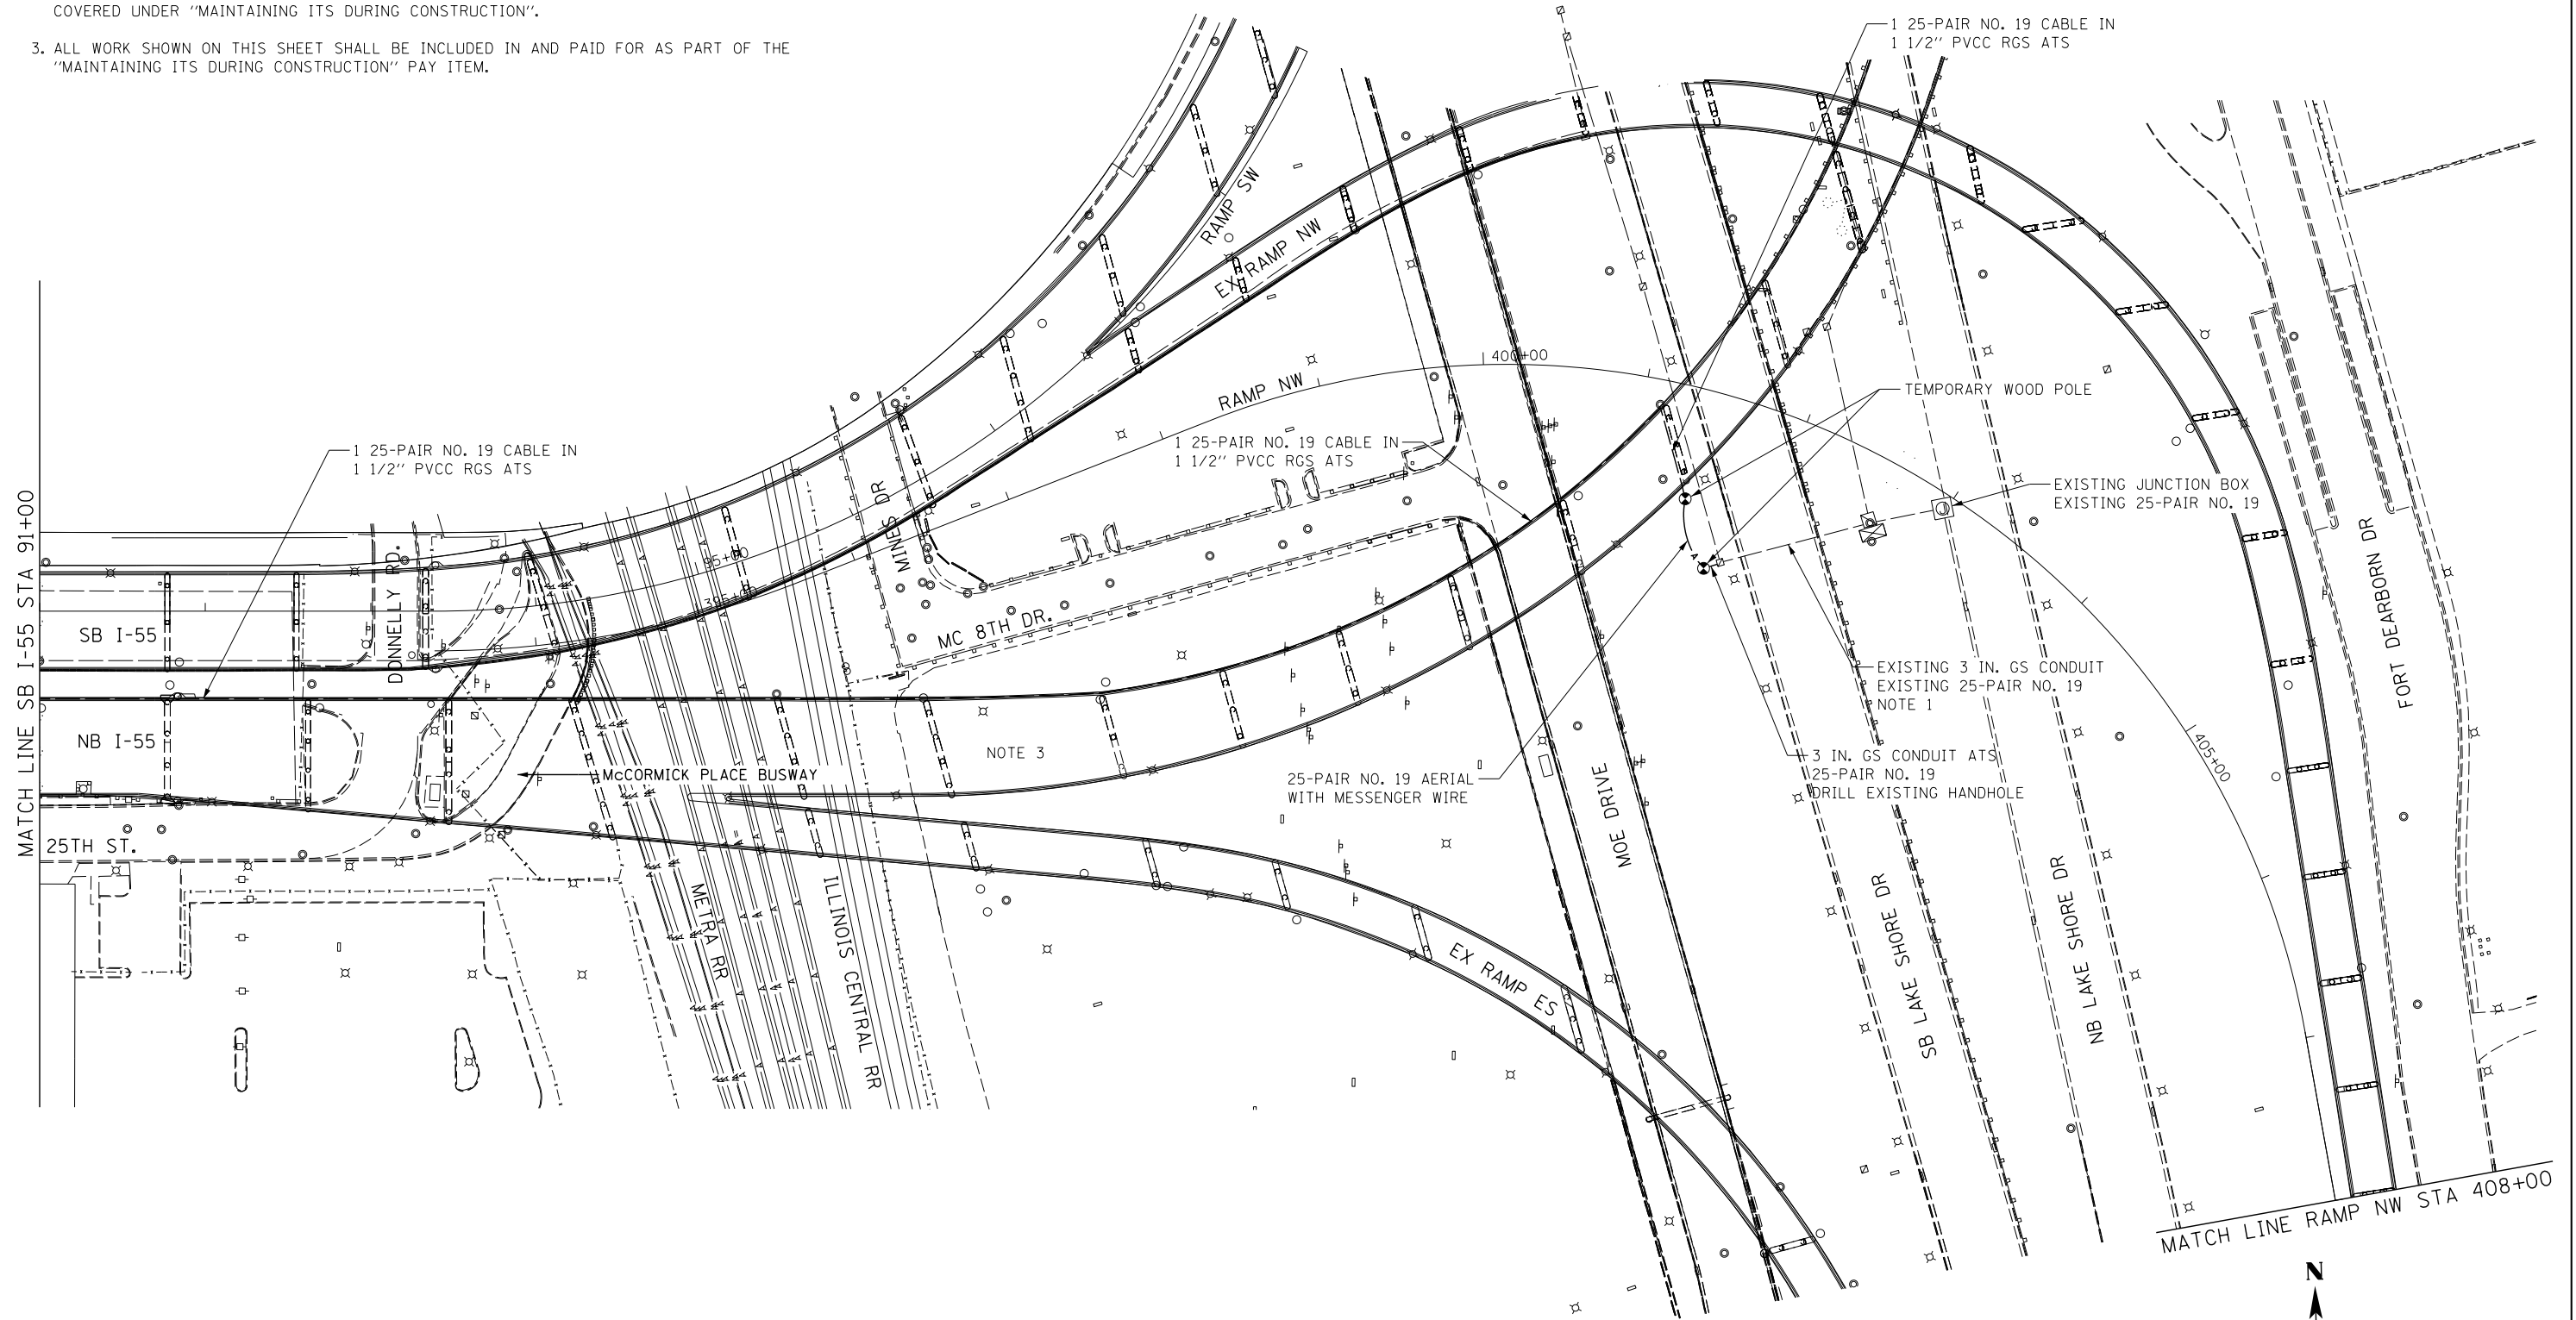 COVERED UNDER "MAINTAINING ITS DURING CONSTRUCTION".
3. ALL WORK SHOWN ON THIS SHEET SHALL BE INCLUDED IN AND PAID FOR AS PART OF THE
"MAINTAINING ITS DURING CONSTRUCTION" PAY ITEM.
1 25-PAIR NO. 19 CABLE IN
1 1/2" PVCC RGS ATS
RAMP SW
EX RAMP NW
400+00
RAMP NW
TEMPORARY WOOD POLE
1 25-PAIR NO. 19 CABLE IN
1 1/2" PVCC RGS ATS
1 25-PAIR NO. 19 CABLE IN
1 1/2" PVCC RGS ATS
EXISTING JUNCTION BOX
EXISTING 25-PAIR NO. 19
MATCH LINE SB I-55 STA 91+00
DONNELLY RD.
MINES DR
95+00
395+00
A
FORT DEARBORN DR
SB I-55
MC 8TH DR.
EXISTING 3 IN. GS CONDUIT
EXISTING 25-PAIR NO. 19
NOTE 1
NB I-55
NOTE 3
McCORMICK PLACE BUSWAY
25-PAIR NO. 19 AERIAL
WITH MESSENGER WIRE
3 IN. GS CONDUIT ATS
25-PAIR NO. 19
DRILL EXISTING HANDHOLE
405+00
MOE DRIVE
25TH ST.
METRA RR
ILLINOIS CENTRAL RR
EX RAMP ES
SB LAKE SHORE DR
NB LAKE SHORE DR
MATCH LINE RAMP NW STA 408+00
N